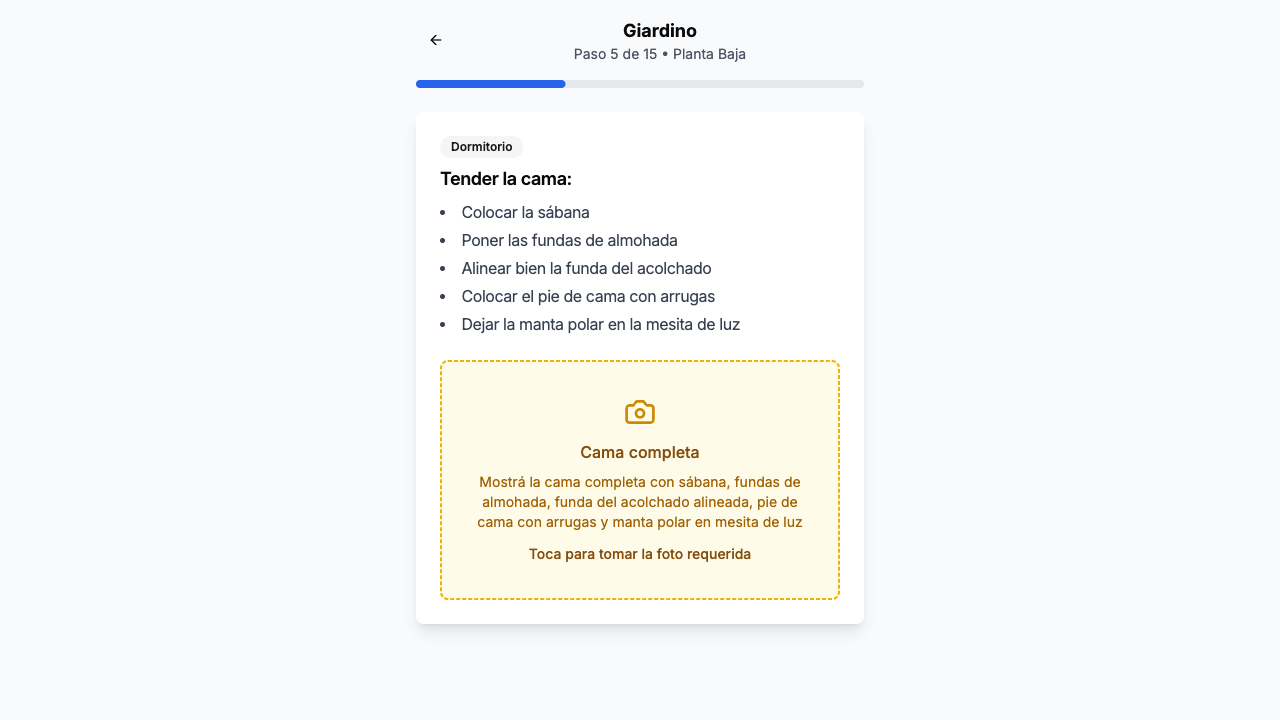 Giardino
Paso 5 de 15 • Planta Baja
Dormitorio
Tender la cama:
• Colocar la sábana
• Poner las fundas de almohada
• Alinear bien la funda del acolchado
• Colocar el pie de cama con arrugas
• Dejar la manta polar en la mesita de luz
Cama completa
Mostrá la cama completa con sábana, fundas de
almohada, funda del acolchado alineada, pie de
cama con arrugas y manta polar en mesita de luz
Toca para tomar la foto requerida